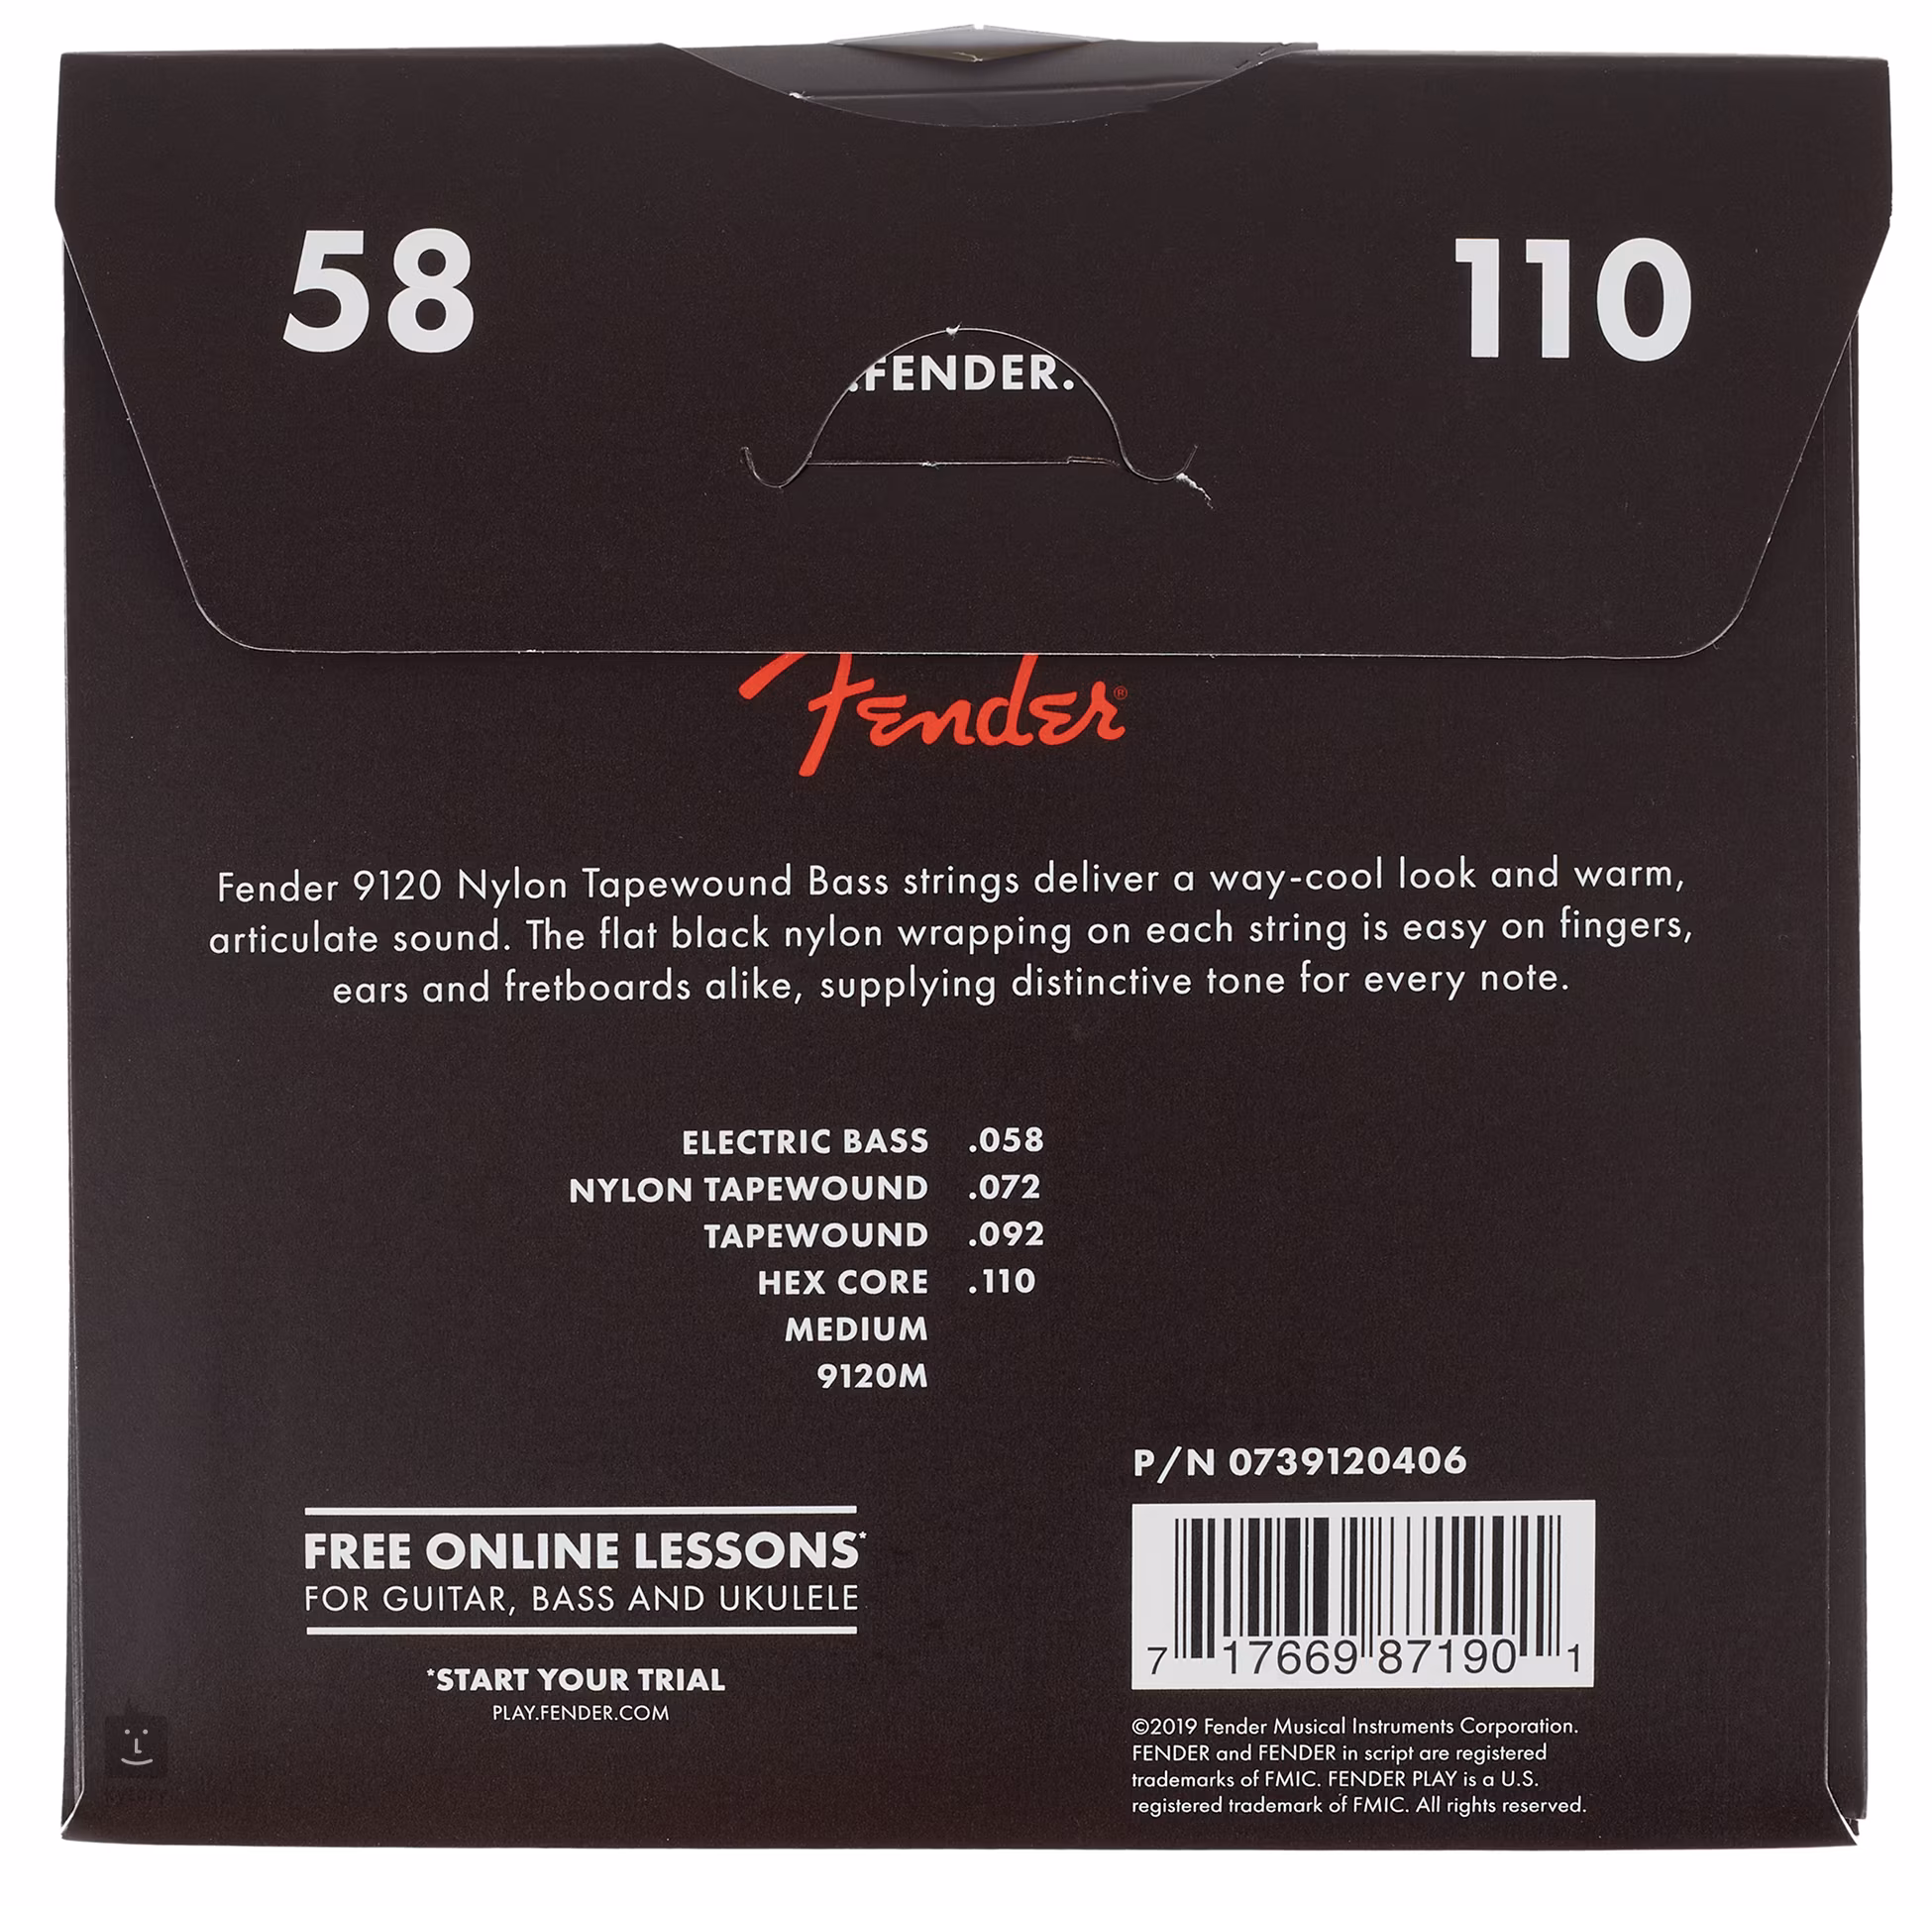 58
110
.FENDER.
Fender®
Fender 9120 Nylon Tapewound Bass strings deliver a way-cool look and warm,
articulate sound. The flat black nylon wrapping on each string is easy on fingers,
ears and fretboards alike, supplying distinctive tone for every note.
ELECTRIC BASS .058
NYLON TAPEWOUND .072
TAPEWOUND .092
HEX CORE .110
MEDIUM
9120M
P/N 0739120406
FREE ONLINE LESSONS*
FOR GUITAR, BASS AND UKULELE
*START YOUR TRIAL
PLAY.FENDER.COM
7 17669 87190 1
©2019 Fender Musical Instruments Corporation.
FENDER and FENDER in script are registered
trademarks of FMIC. FENDER PLAY is a U.S.
registered trademark of FMIC. All rights reserved.